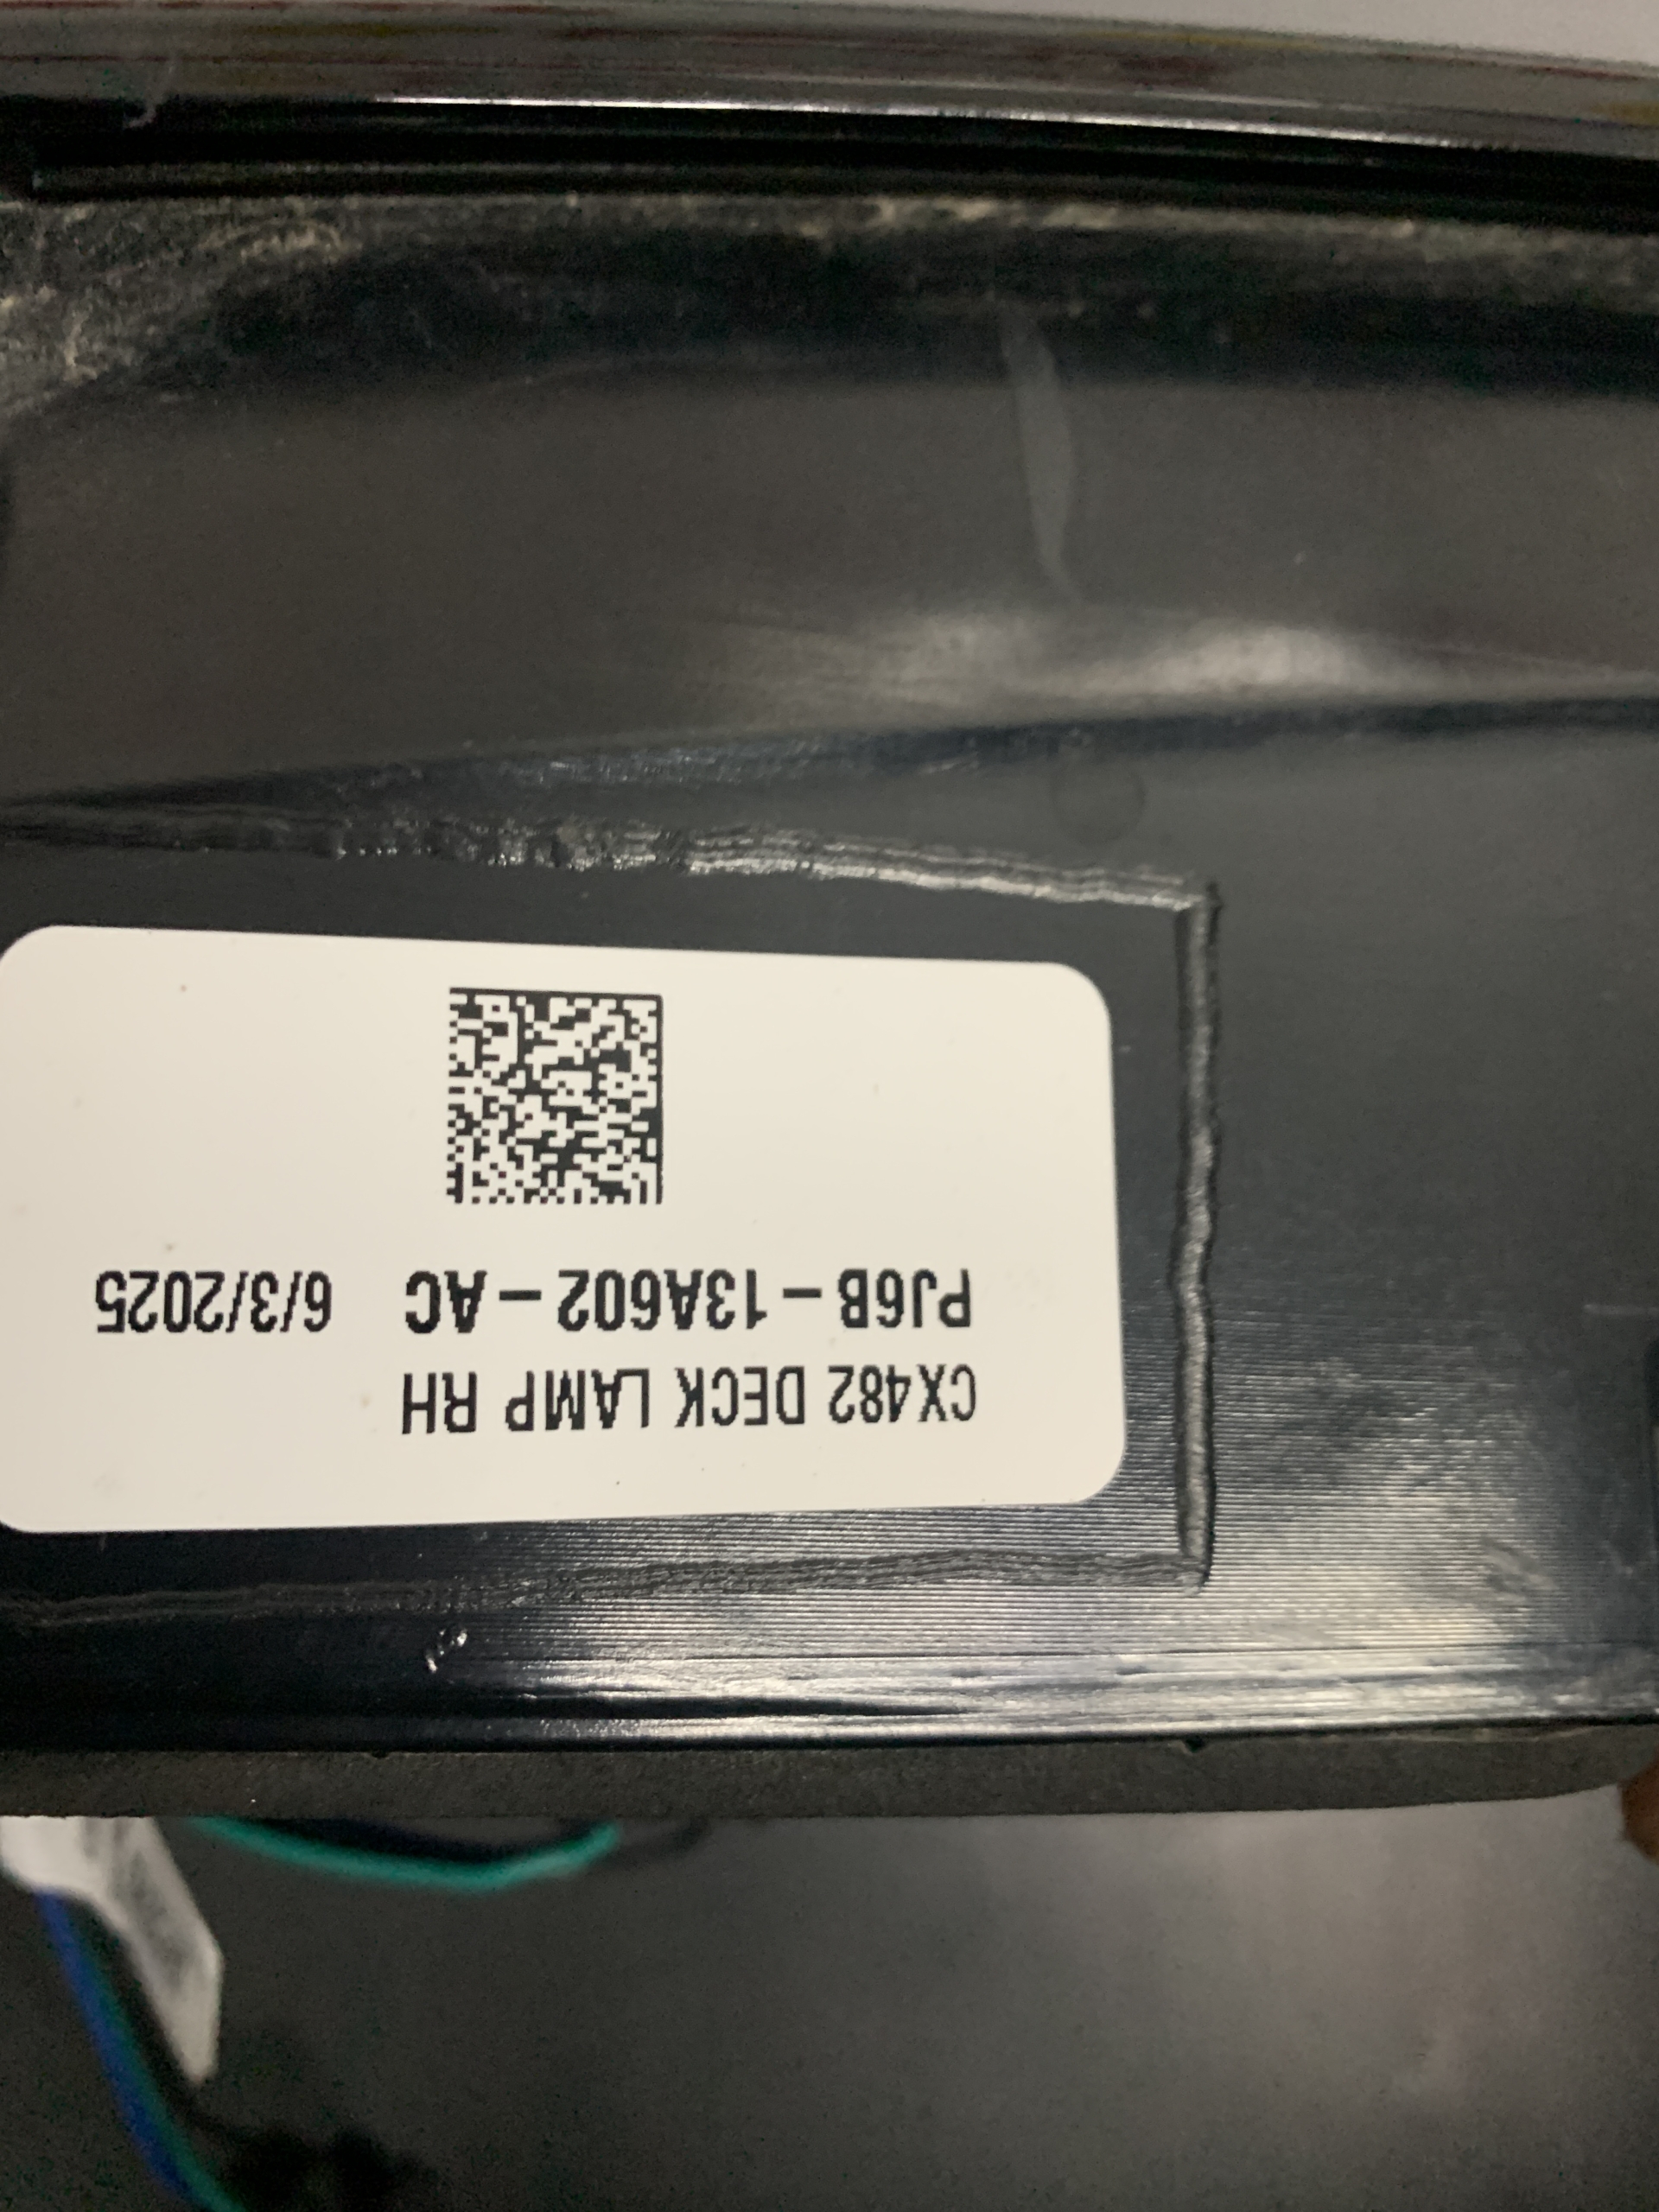 CX482 DECK LAMP RH
PJ6B-13A602-AC 6/3/2025